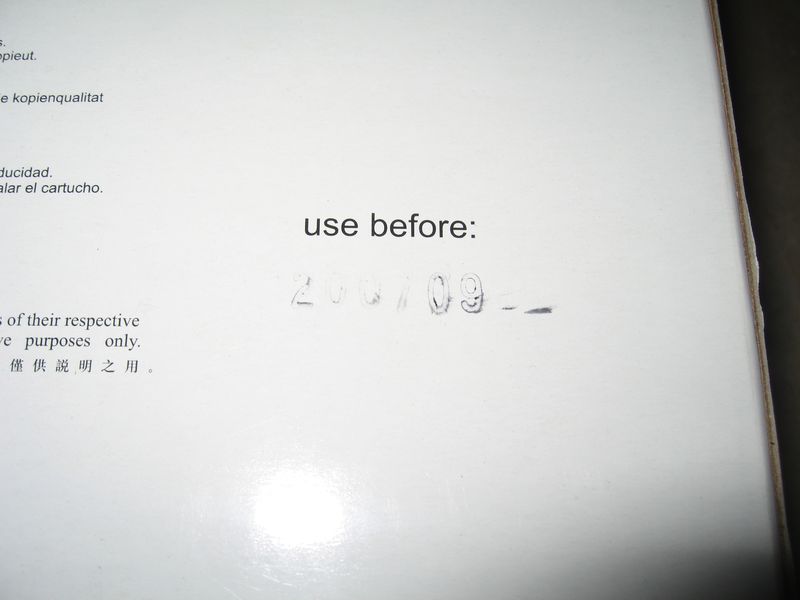 s.
opieut.
e kopienqualitat
ducidad.
alar el cartucho.
use before:
200709
s of their respective
ve purposes only.
僅供説明之用。